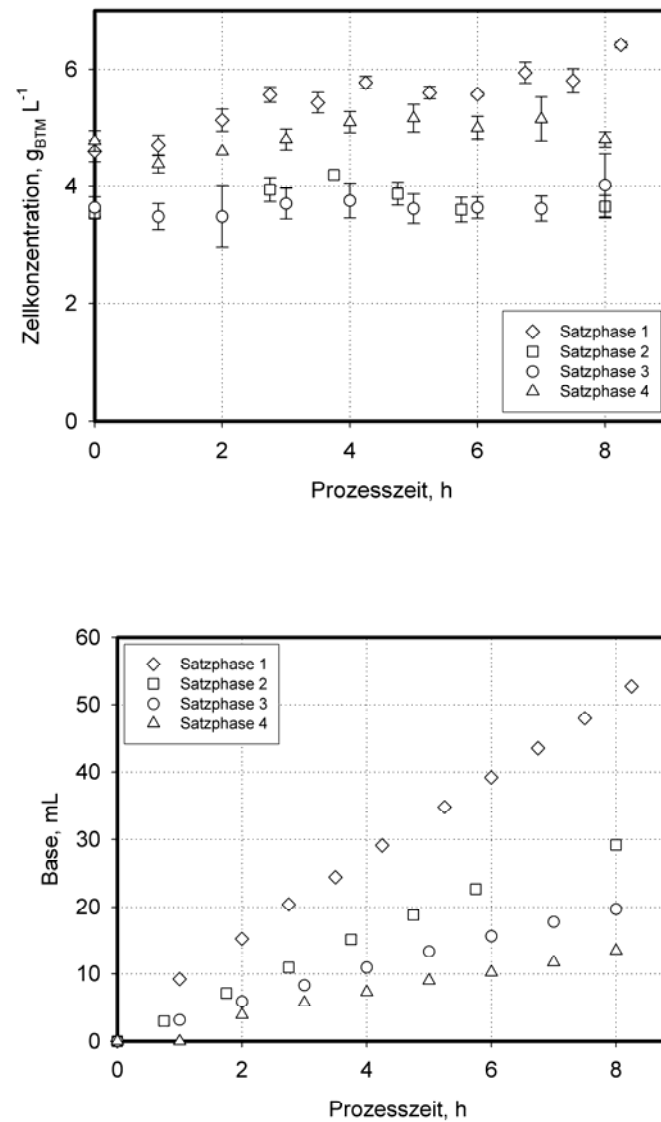 6
4
2
0
Zellkonzentration, g_BTM L⁻¹
Satzphase 1
Satzphase 2
Satzphase 3
Satzphase 4
0 2 4 6 8
Prozesszeit, h
60
50
40
30
20
10
0
Base, mL
Satzphase 1
Satzphase 2
Satzphase 3
Satzphase 4
0 2 4 6 8
Prozesszeit, h